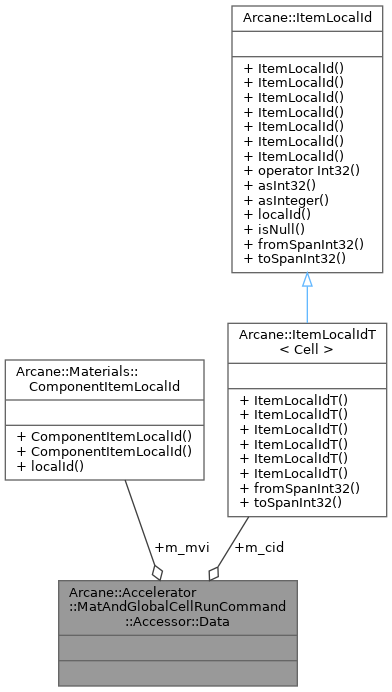 Arcane::ItemLocalId
+ ItemLocalId()
+ ItemLocalId()
+ ItemLocalId()
+ ItemLocalId()
+ ItemLocalId()
+ ItemLocalId()
+ ItemLocalId()
+ operator Int32()
+ asInt32()
+ asInteger()
+ localId()
+ isNull()
+ fromSpanInt32()
+ toSpanInt32()
Arcane::ItemLocalIdT
< Cell >
+ ItemLocalIdT()
+ ItemLocalIdT()
+ ItemLocalIdT()
+ ItemLocalIdT()
+ ItemLocalIdT()
+ ItemLocalIdT()
+ fromSpanInt32()
+ toSpanInt32()
Arcane::Materials::
ComponentItemLocalId
+ ComponentItemLocalId()
+ ComponentItemLocalId()
+ localId()
+m_mvi
+m_cid
Arcane::Accelerator
::MatAndGlobalCellRunCommand
::Accessor::Data